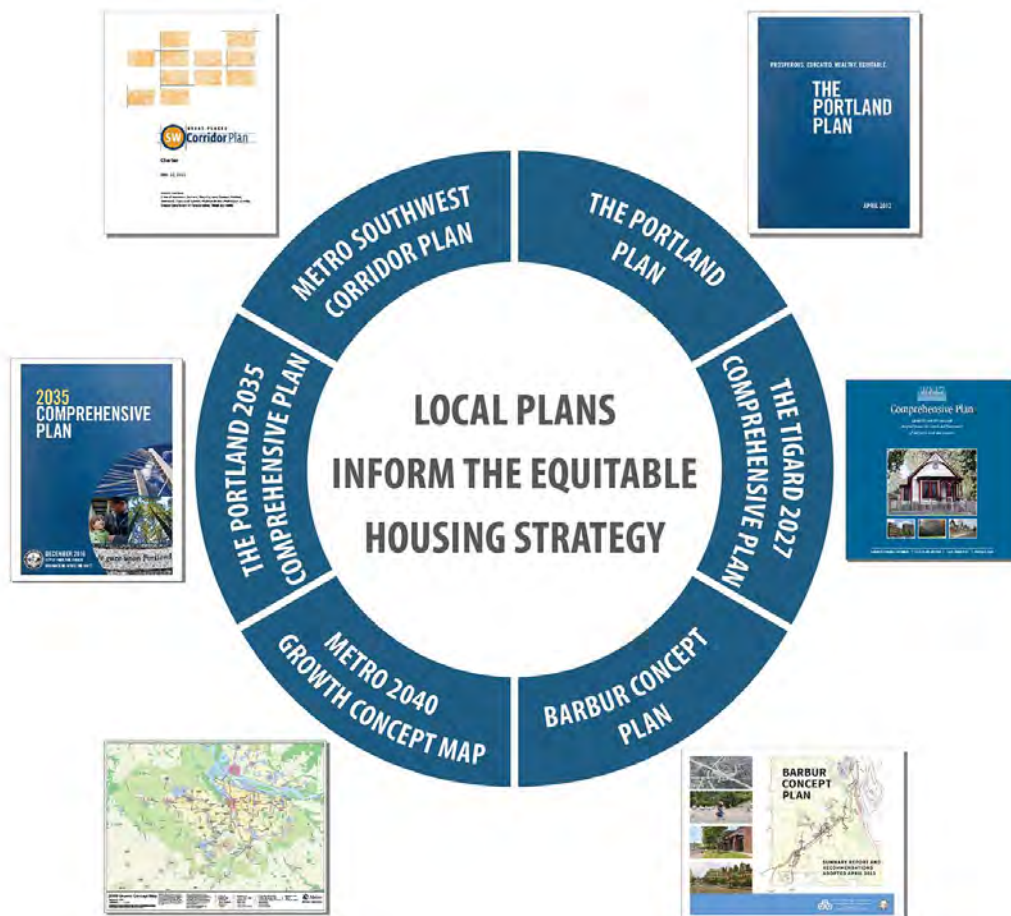 GREAT PLACES
SW Corridor Plan
Charter
PROSPEROUS. EDUCATED. HEALTHY. EQUITABLE.
THE
PORTLAND
PLAN
APRIL 2012
METRO SOUTHWEST
CORRIDOR PLAN
THE PORTLAND
PLAN
2035
COMPREHENSIVE
PLAN
DECEMBER 2016
THE PORTLAND 2035
COMPREHENSIVE PLAN
LOCAL PLANS
INFORM THE EQUITABLE
HOUSING STRATEGY
THE TIGARD 2027
COMPREHENSIVE PLAN
Comprehensive Plan
METRO 2040
GROWTH CONCEPT MAP
BARBUR CONCEPT
PLAN
BARBUR
CONCEPT
PLAN
SUMMARY REPORT AND
RECOMMENDATIONS
ADOPTED APRIL 2013